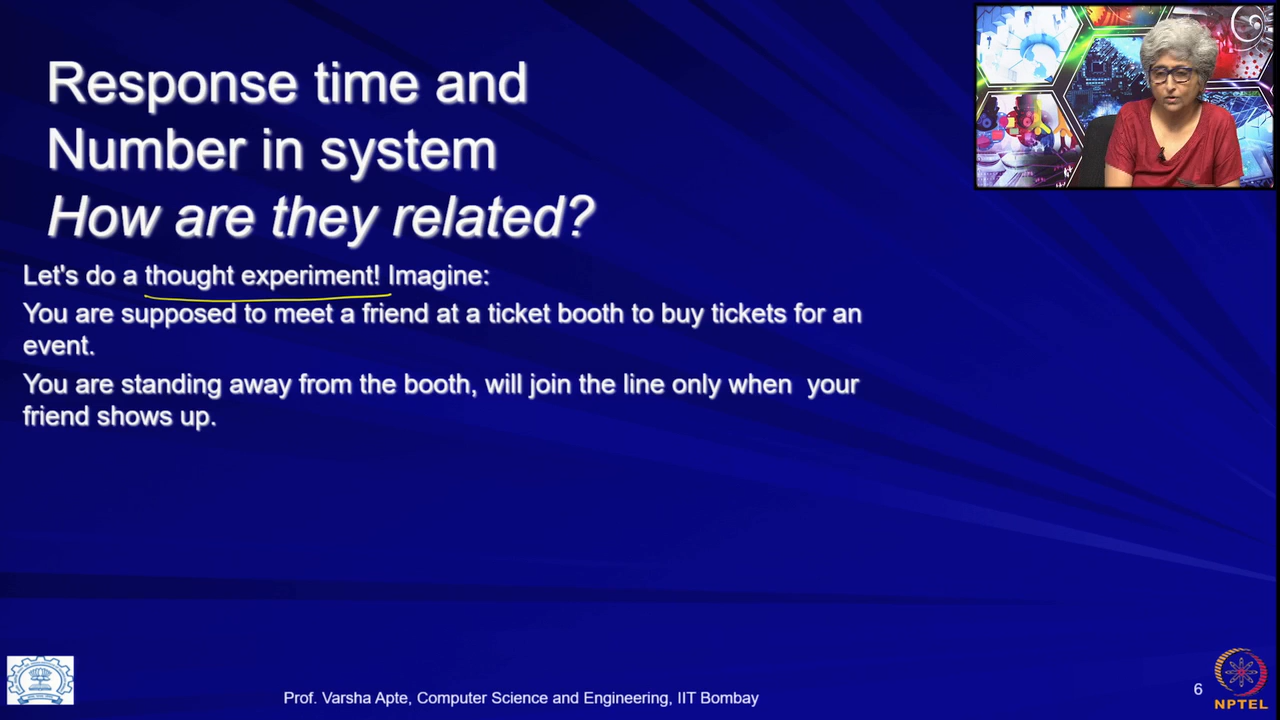 Response time and
Number in system
How are they related?
Let's do a thought experiment! Imagine:
You are supposed to meet a friend at a ticket booth to buy tickets for an
event.
You are standing away from the booth, will join the line only when your
friend shows up.
Prof. Varsha Apte, Computer Science and Engineering, IIT Bombay
6
NPTEL